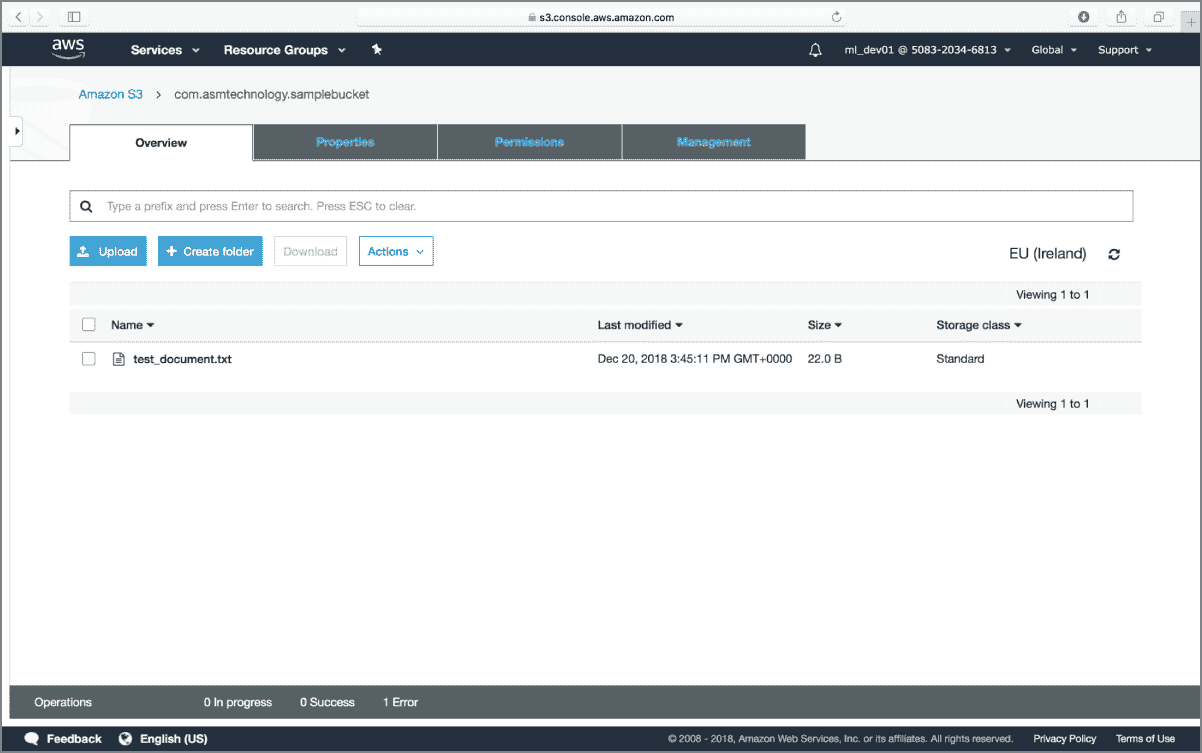 s3.console.aws.amazon.com
aws Services Resource Groups ml_dev01 @ 5083-2034-6813 Global Support
Amazon S3 > com.asmtechnology.samplebucket
Overview Properties Permissions Management
Type a prefix and press Enter to search. Press ESC to clear.
Upload + Create folder Download Actions EU (Ireland)
Viewing 1 to 1
Name Last modified Size Storage class
test_document.txt Dec 20, 2018 3:45:11 PM GMT+0000 22.0 B Standard
Viewing 1 to 1
Operations 0 In progress 0 Success 1 Error
Feedback English (US) © 2008 - 2018, Amazon Web Services, Inc. or its affiliates. All rights reserved. Privacy Policy Terms of Use